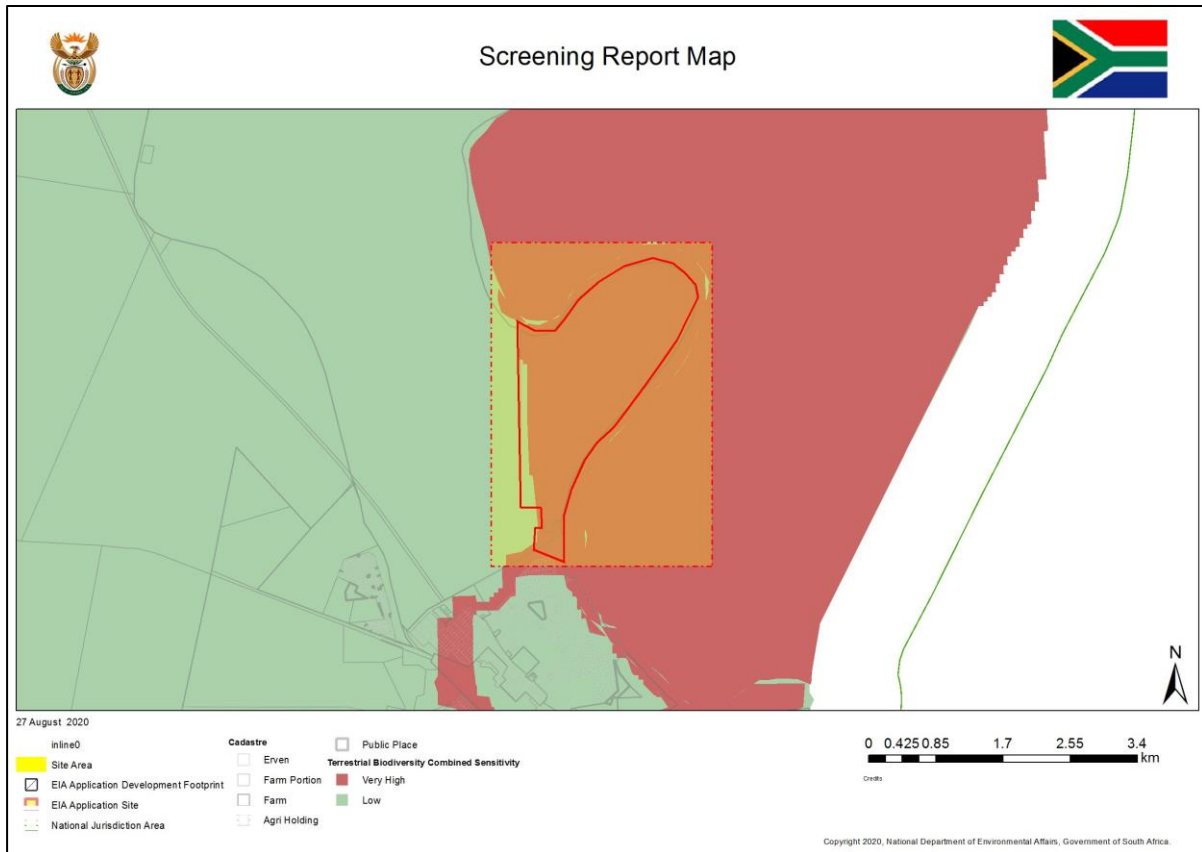 Screening Report Map
N
27 August 2020
inline0
Site Area
EIA Application Development Footprint
EIA Application Site
National Jurisdiction Area
Cadastre
Erven
Farm Portion
Farm
Agri Holding
Public Place
Terrestrial Biodiversity Combined Sensitivity
Very High
Low
0 0.425 0.85 1.7 2.55 3.4
km
Credits
Copyright 2020, National Department of Environmental Affairs, Government of South Africa.